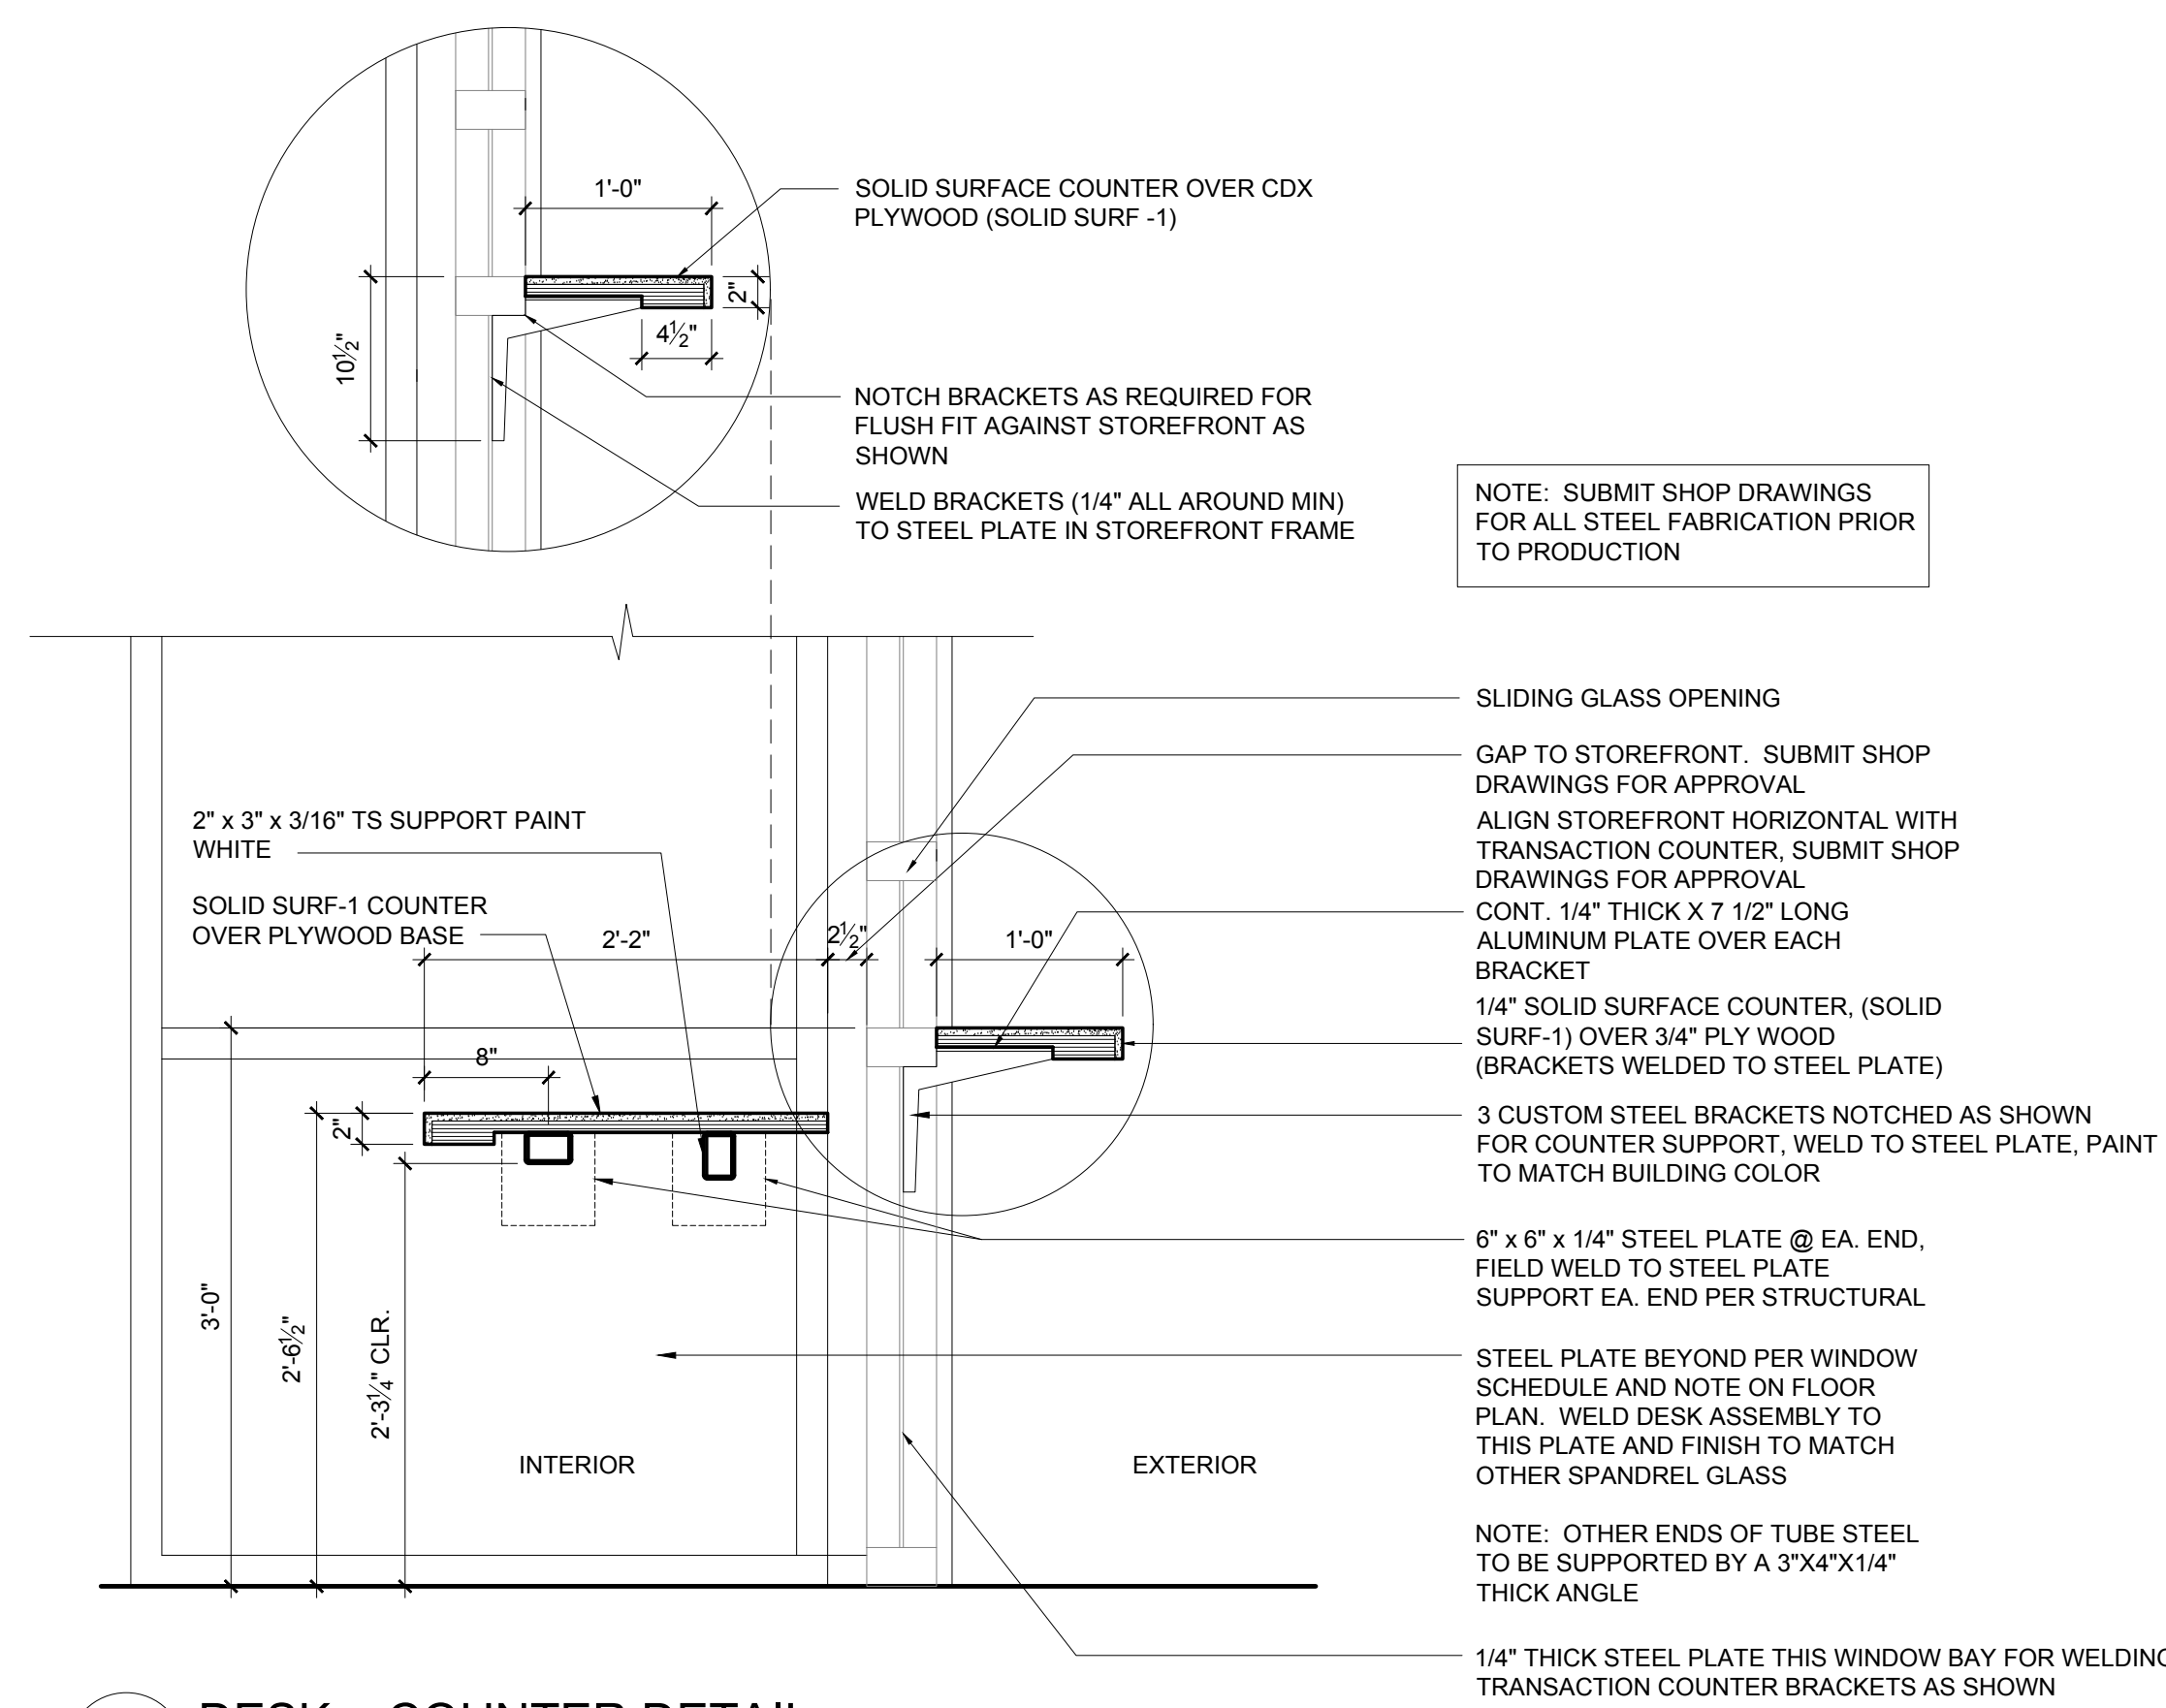 1'-0"
SOLID SURFACE COUNTER OVER CDX
PLYWOOD (SOLID SURF -1)
2"
4½"
10½"
NOTCH BRACKETS AS REQUIRED FOR
FLUSH FIT AGAINST STOREFRONT AS
SHOWN
WELD BRACKETS (1/4" ALL AROUND MIN)
TO STEEL PLATE IN STOREFRONT FRAME
NOTE: SUBMIT SHOP DRAWINGS
FOR ALL STEEL FABRICATION PRIOR
TO PRODUCTION
SLIDING GLASS OPENING
GAP TO STOREFRONT. SUBMIT SHOP
DRAWINGS FOR APPROVAL
ALIGN STOREFRONT HORIZONTAL WITH
TRANSACTION COUNTER, SUBMIT SHOP
DRAWINGS FOR APPROVAL
CONT. 1/4" THICK X 7 1/2" LONG
ALUMINUM PLATE OVER EACH
BRACKET
1/4" SOLID SURFACE COUNTER, (SOLID
SURF-1) OVER 3/4" PLY WOOD
(BRACKETS WELDED TO STEEL PLATE)
3 CUSTOM STEEL BRACKETS NOTCHED AS SHOWN
FOR COUNTER SUPPORT, WELD TO STEEL PLATE, PAINT
TO MATCH BUILDING COLOR
6" x 6" x 1/4" STEEL PLATE @ EA. END,
FIELD WELD TO STEEL PLATE
SUPPORT EA. END PER STRUCTURAL
STEEL PLATE BEYOND PER WINDOW
SCHEDULE AND NOTE ON FLOOR
PLAN. WELD DESK ASSEMBLY TO
THIS PLATE AND FINISH TO MATCH
OTHER SPANDREL GLASS
NOTE: OTHER ENDS OF TUBE STEEL
TO BE SUPPORTED BY A 3"X4"X1/4"
THICK ANGLE
1/4" THICK STEEL PLATE THIS WINDOW BAY FOR WELDING
TRANSACTION COUNTER BRACKETS AS SHOWN
2" x 3" x 3/16" TS SUPPORT PAINT
WHITE
SOLID SURF-1 COUNTER
OVER PLYWOOD BASE
2'-2"
2½"
1'-0"
8"
2"
3'-0"
2'-6½"
2'-3¼" CLR.
INTERIOR
EXTERIOR